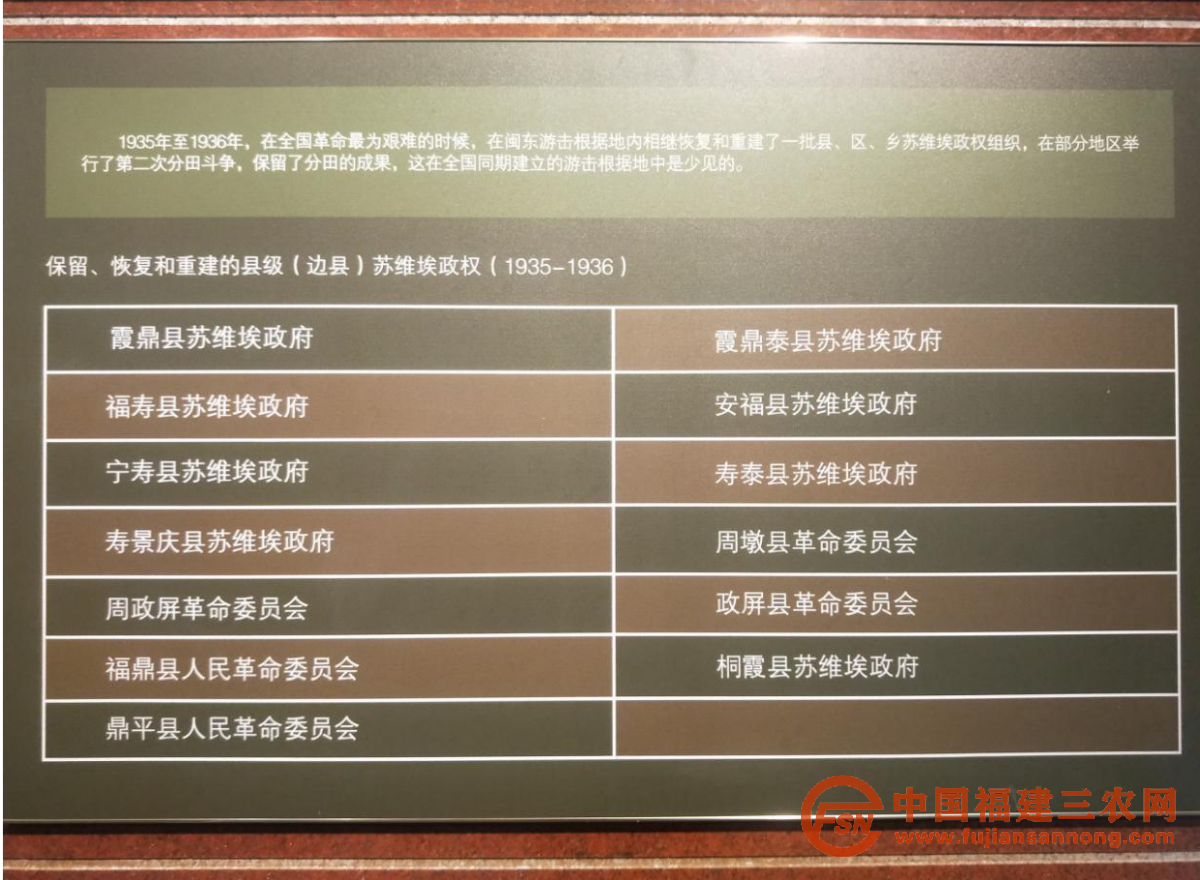 1935年至1936年，在全国革命最为艰难的时候，在闽东游击根据地内相继恢复和重建了一批县、区、乡苏维埃政权组织，在部分地区举
行了第二次分田斗争，保留了分田的成果，这在全国同期建立的游击根据地中是少见的。
保留、恢复和重建的县级（边县）苏维埃政权（1935-1936）
霞鼎县苏维埃政府
霞鼎泰县苏维埃政府
福寿县苏维埃政府
安福县苏维埃政府
宁寿县苏维埃政府
寿泰县苏维埃政府
寿景庆县苏维埃政府
周墩县革命委员会
周政屏革命委员会
政屏县革命委员会
福鼎县人民革命委员会
桐霞县苏维埃政府
鼎平县人民革命委员会
FSN
中国福建三农网
www.fujiansannong.com